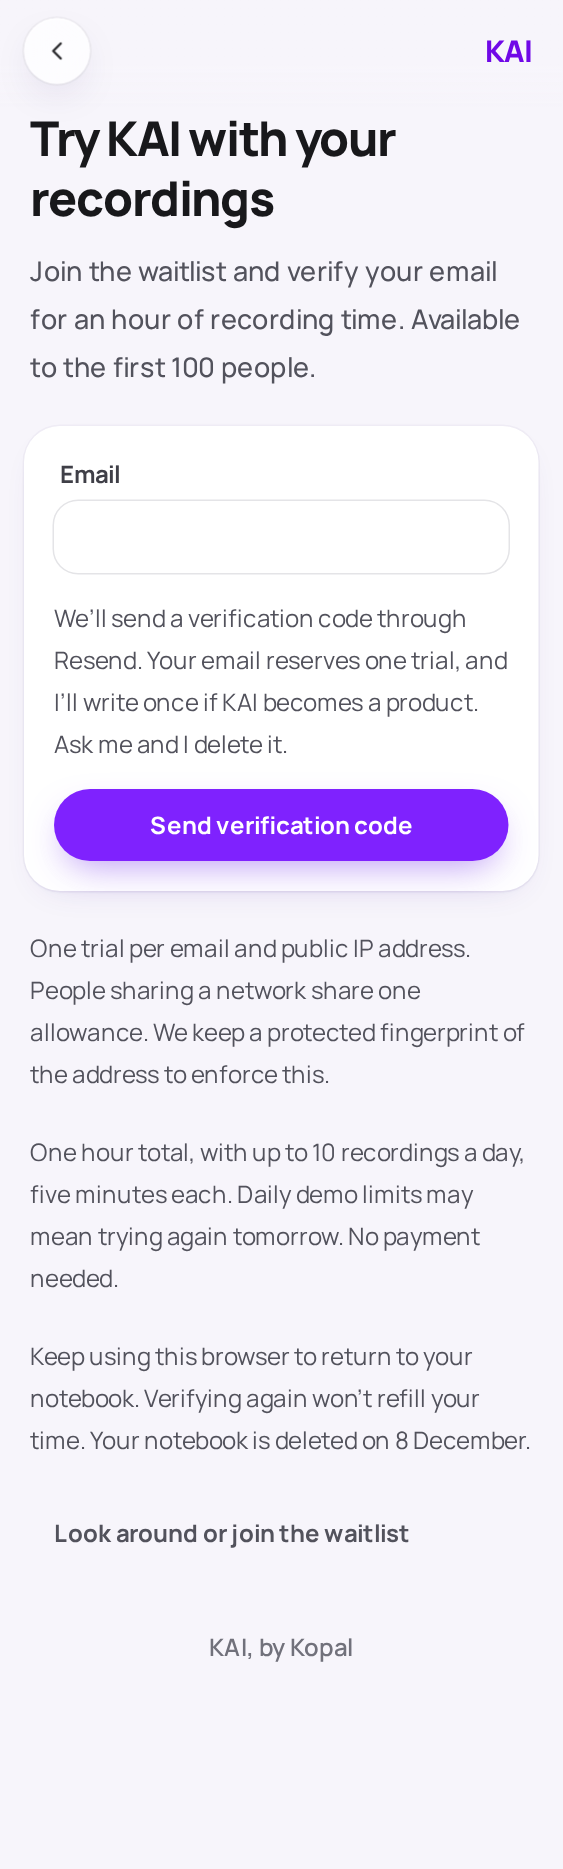 KAI
Try KAI with your
recordings
Join the waitlist and verify your email
for an hour of recording time. Available
to the first 100 people.
Email
We’ll send a verification code through
Resend. Your email reserves one trial, and
I’ll write once if KAI becomes a product.
Ask me and I delete it.
Send verification code
One trial per email and public IP address.
People sharing a network share one
allowance. We keep a protected fingerprint of
the address to enforce this.
One hour total, with up to 10 recordings a day,
five minutes each. Daily demo limits may
mean trying again tomorrow. No payment
needed.
Keep using this browser to return to your
notebook. Verifying again won’t refill your
time. Your notebook is deleted on 8 December.
Look around or join the waitlist
KAI, by Kopal